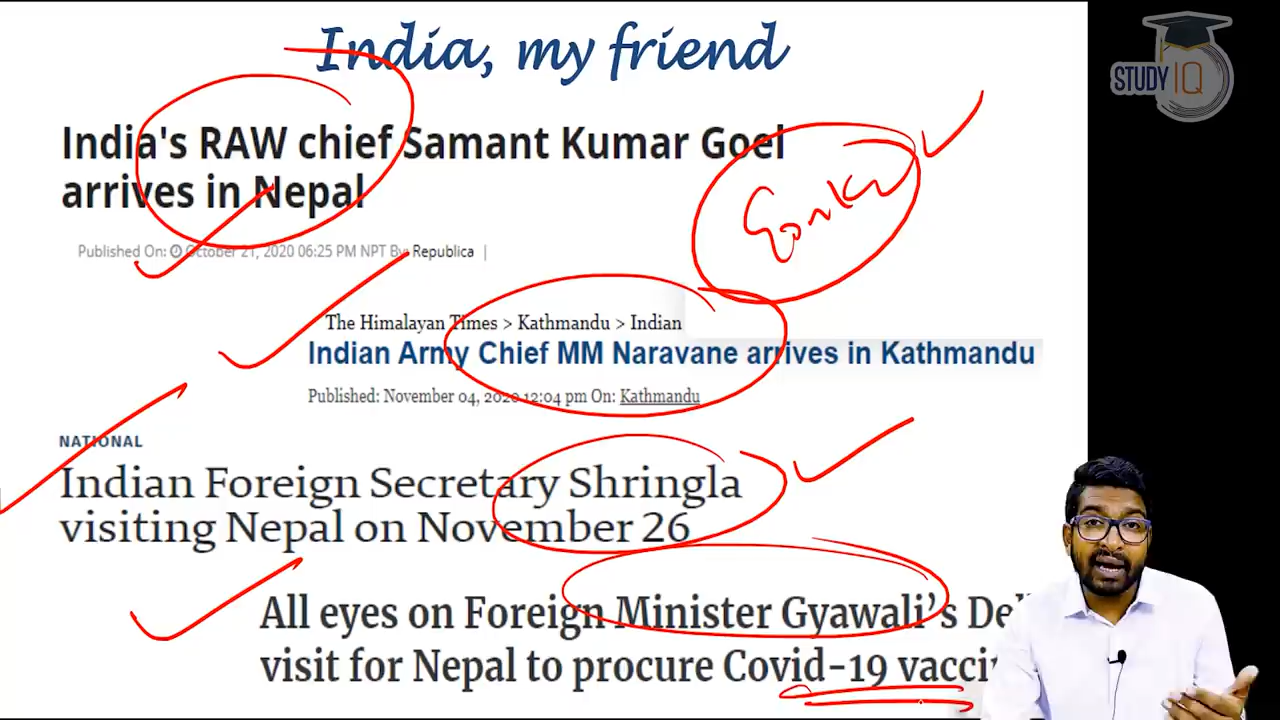 India, my friend
STUDY IQ
India's RAW chief Samant Kumar Goel
arrives in Nepal
Published On: October 21, 2020 06:25 PM NPT By: Republica |
The Himalayan Times > Kathmandu > Indian
Indian Army Chief MM Naravane arrives in Kathmandu
Published: November 04, 2020 12:04 pm On: Kathmandu
NATIONAL
Indian Foreign Secretary Shringla
visiting Nepal on November 26
All eyes on Foreign Minister Gyawali's
visit for Nepal to procure Covid-19